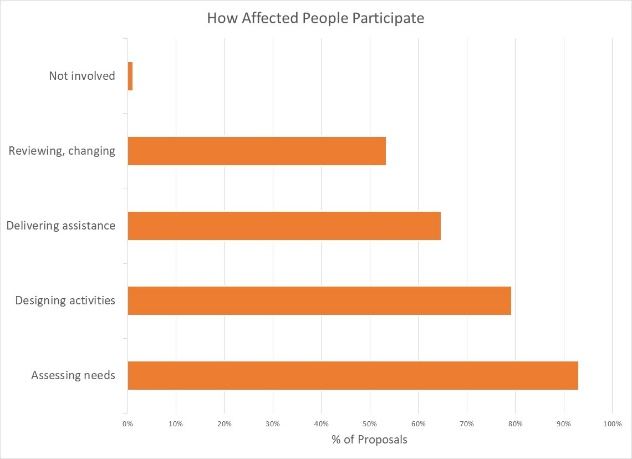 How Affected People Participate
Not involved
Reviewing, changing
Delivering assistance
Designing activities
Assessing needs
0% 10% 20% 30% 40% 50% 60% 70% 80% 90% 100%
% of Proposals